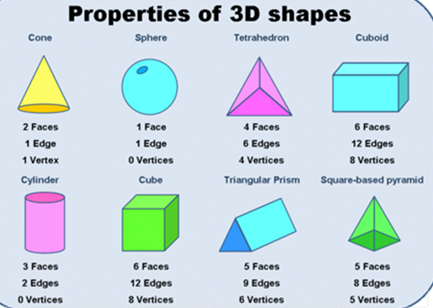 Properties of 3D shapes
Cone Sphere Tetrahedron Cuboid
2 Faces 1 Face 4 Faces 6 Faces
1 Edge 1 Edge 6 Edges 12 Edges
1 Vertex 0 Vertices 4 Vertices 8 Vertices
Cylinder Cube Triangular Prism Square-based pyramid
3 Faces 6 Faces 5 Faces 5 Faces
2 Edges 12 Edges 9 Edges 8 Edges
0 Vertices 8 Vertices 6 Vertices 5 Vertices